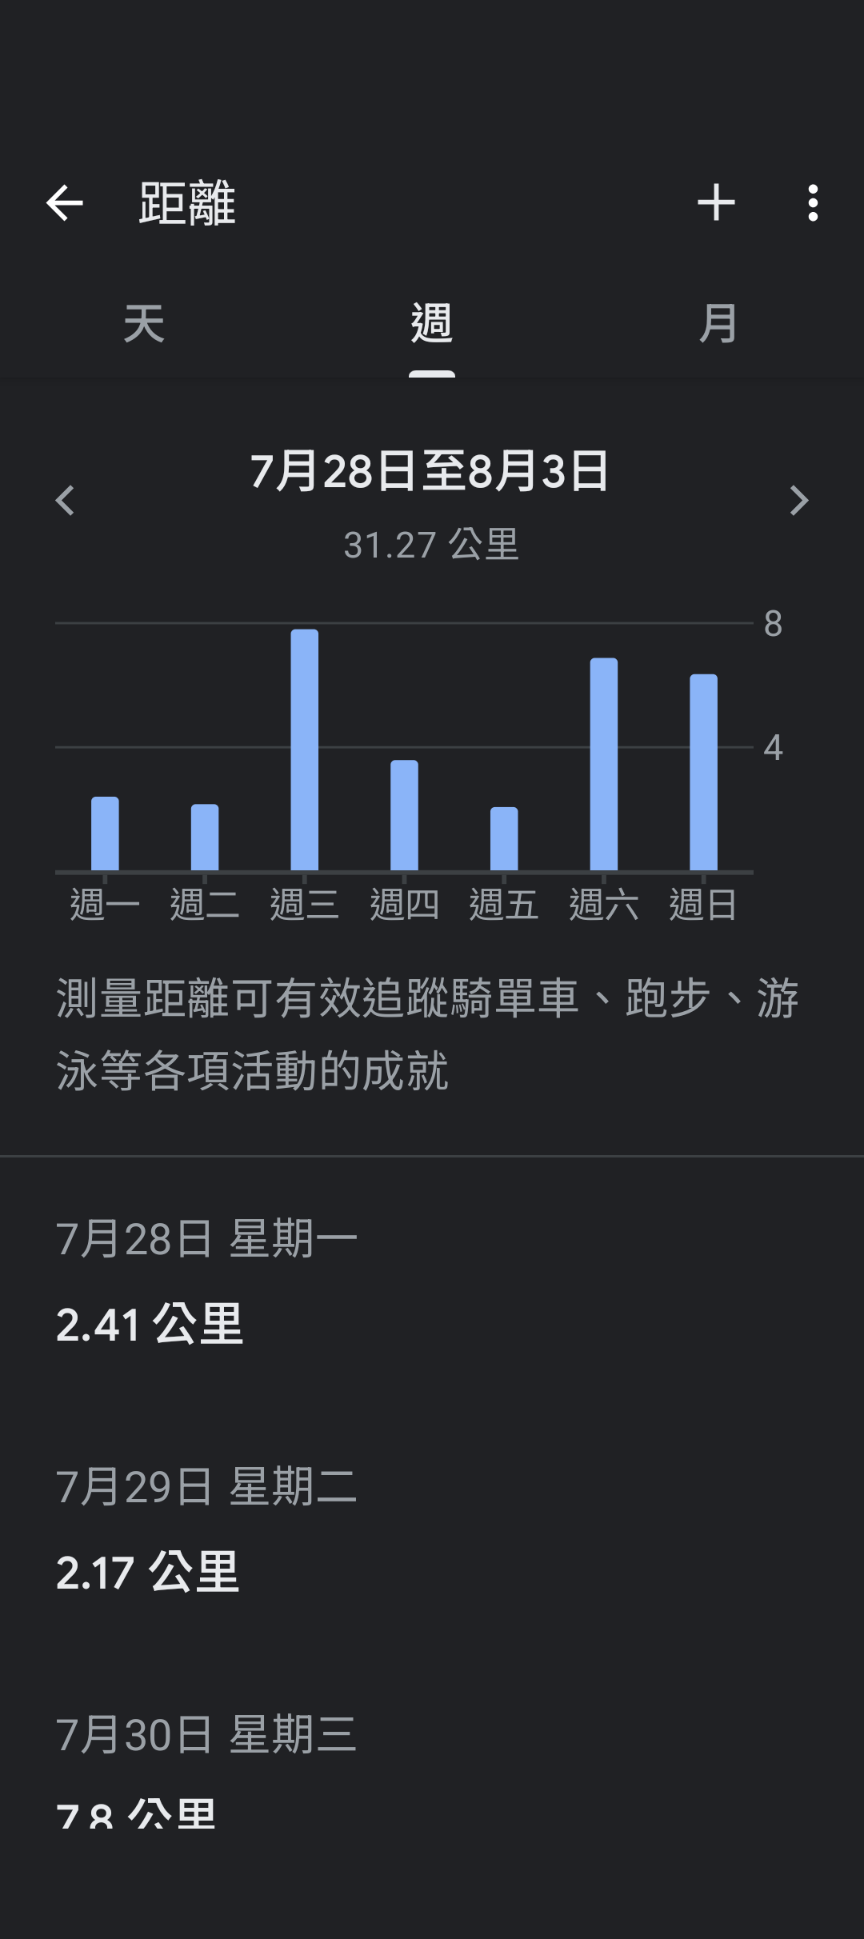 距離
天 週 月
7月28日至8月3日
31.27 公里
8
4
週一 週二 週三 週四 週五 週六 週日
測量距離可有效追蹤騎單車、跑步、游
泳等各項活動的成就
7月28日 星期一
2.41 公里
7月29日 星期二
2.17 公里
7月30日 星期三
7.8 公里